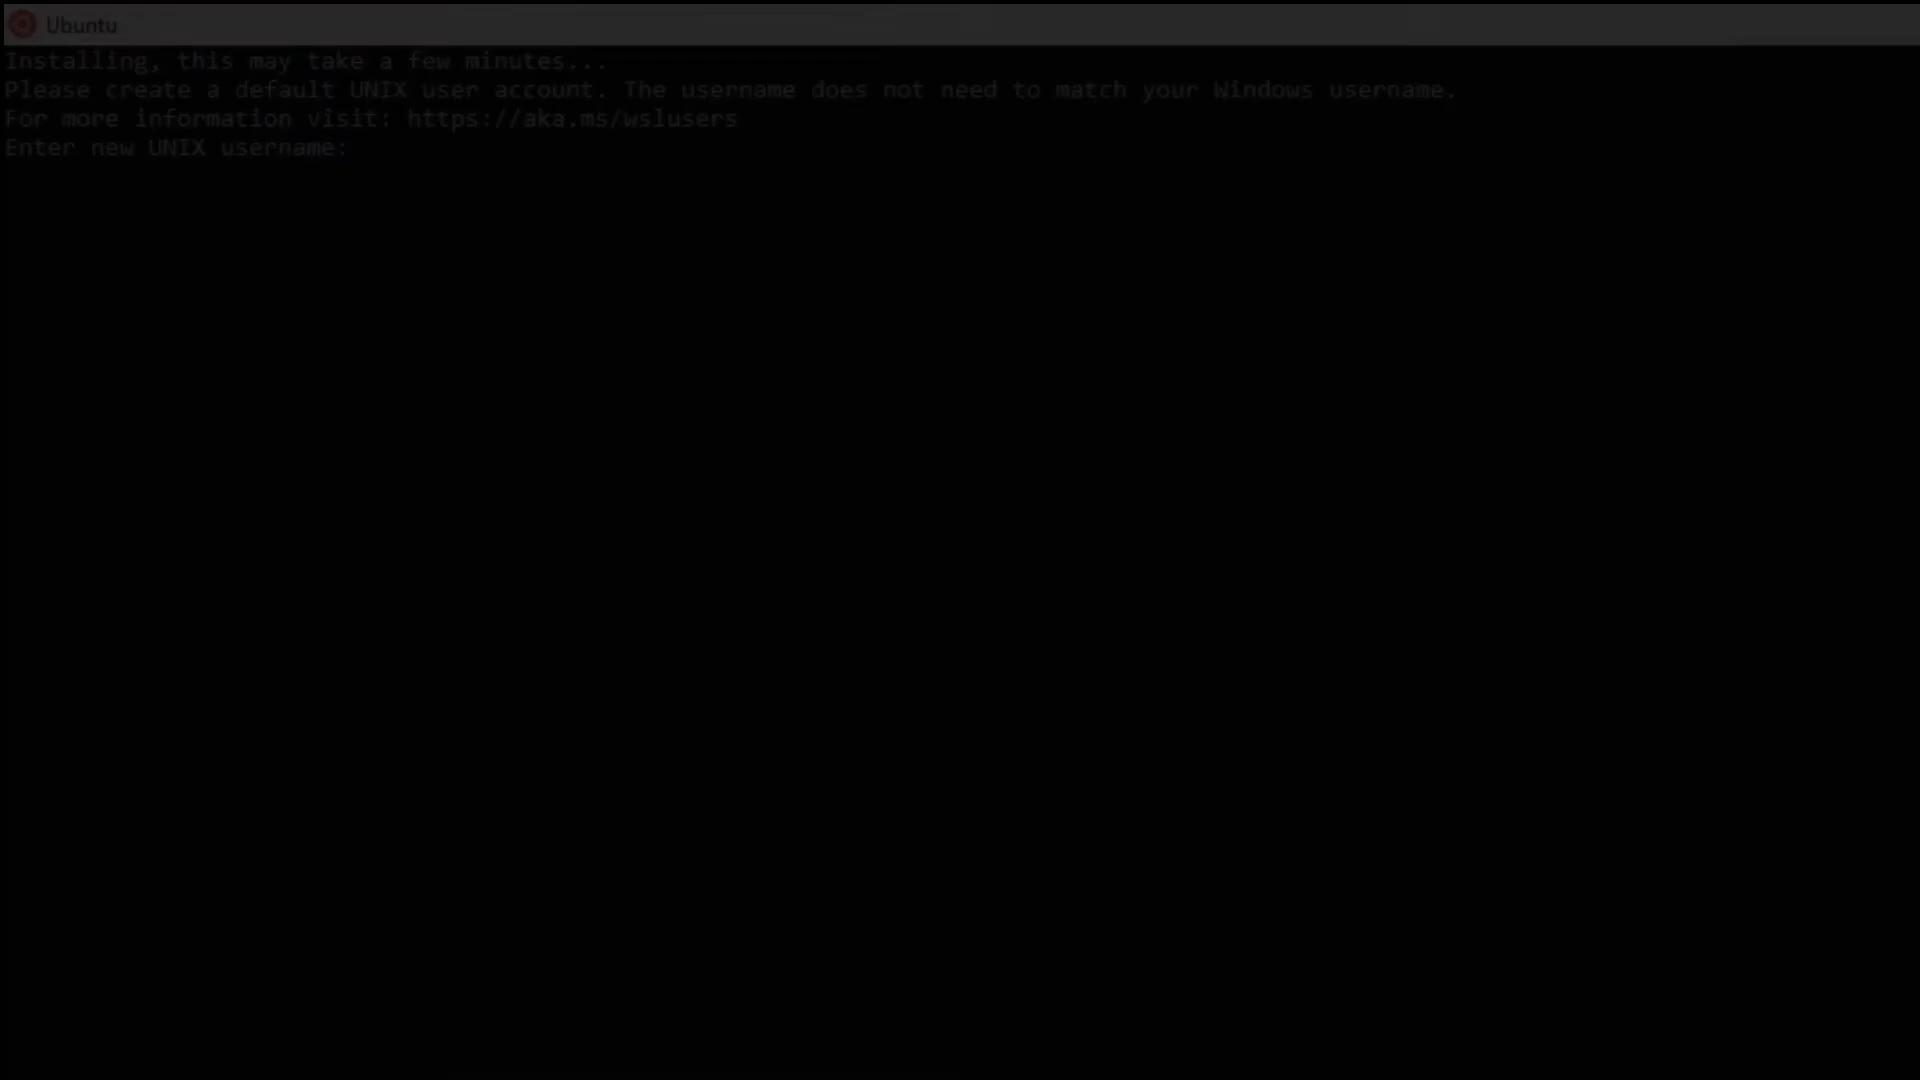 Ubuntu
Installing, this may take a few minutes...
Please create a default UNIX user account. The username does not need to match your Windows username.
For more information visit: https://aka.ms/wslusers
Enter new UNIX username: